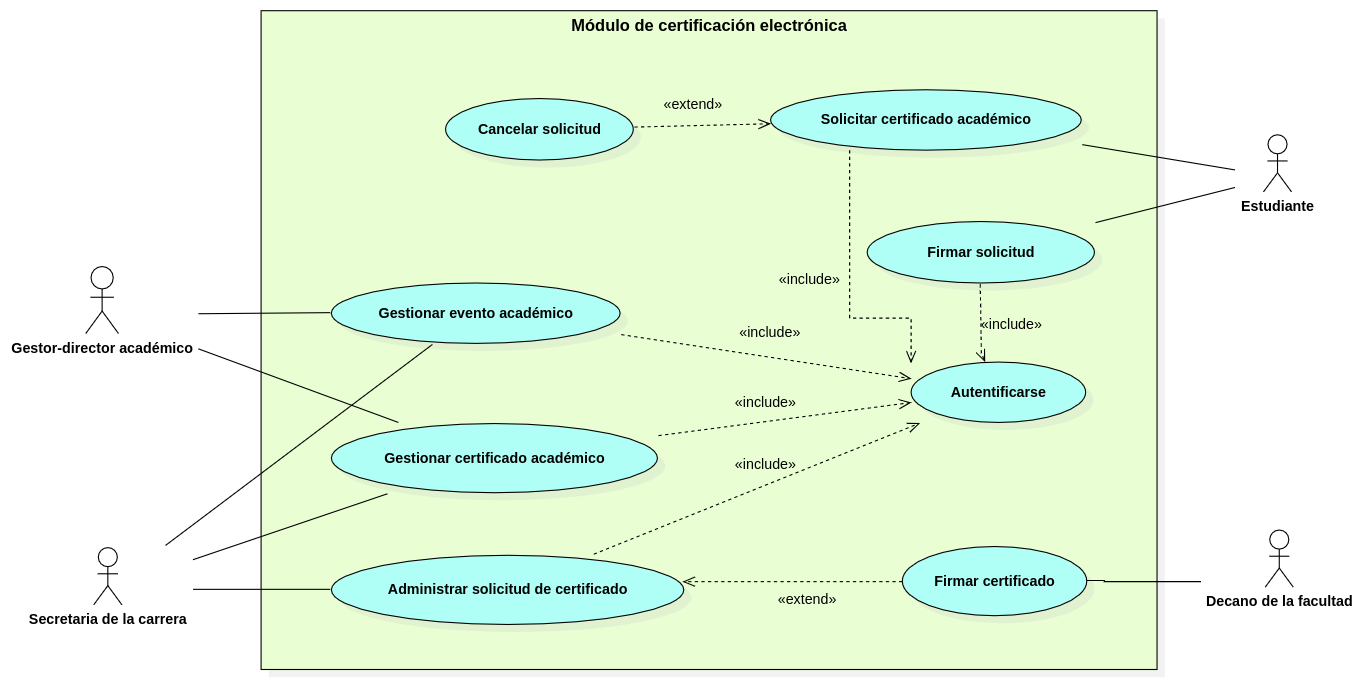 Módulo de certificación electrónica
«extend»
Cancelar solicitud
Solicitar certificado académico
Estudiante
Firmar solicitud
«include»
Gestionar evento académico
«include»
«include»
Gestor-director académico
Autentificarse
«include»
Gestionar certificado académico
«include»
Firmar certificado
Administrar solicitud de certificado
«extend»
Decano de la facultad
Secretaria de la carrera